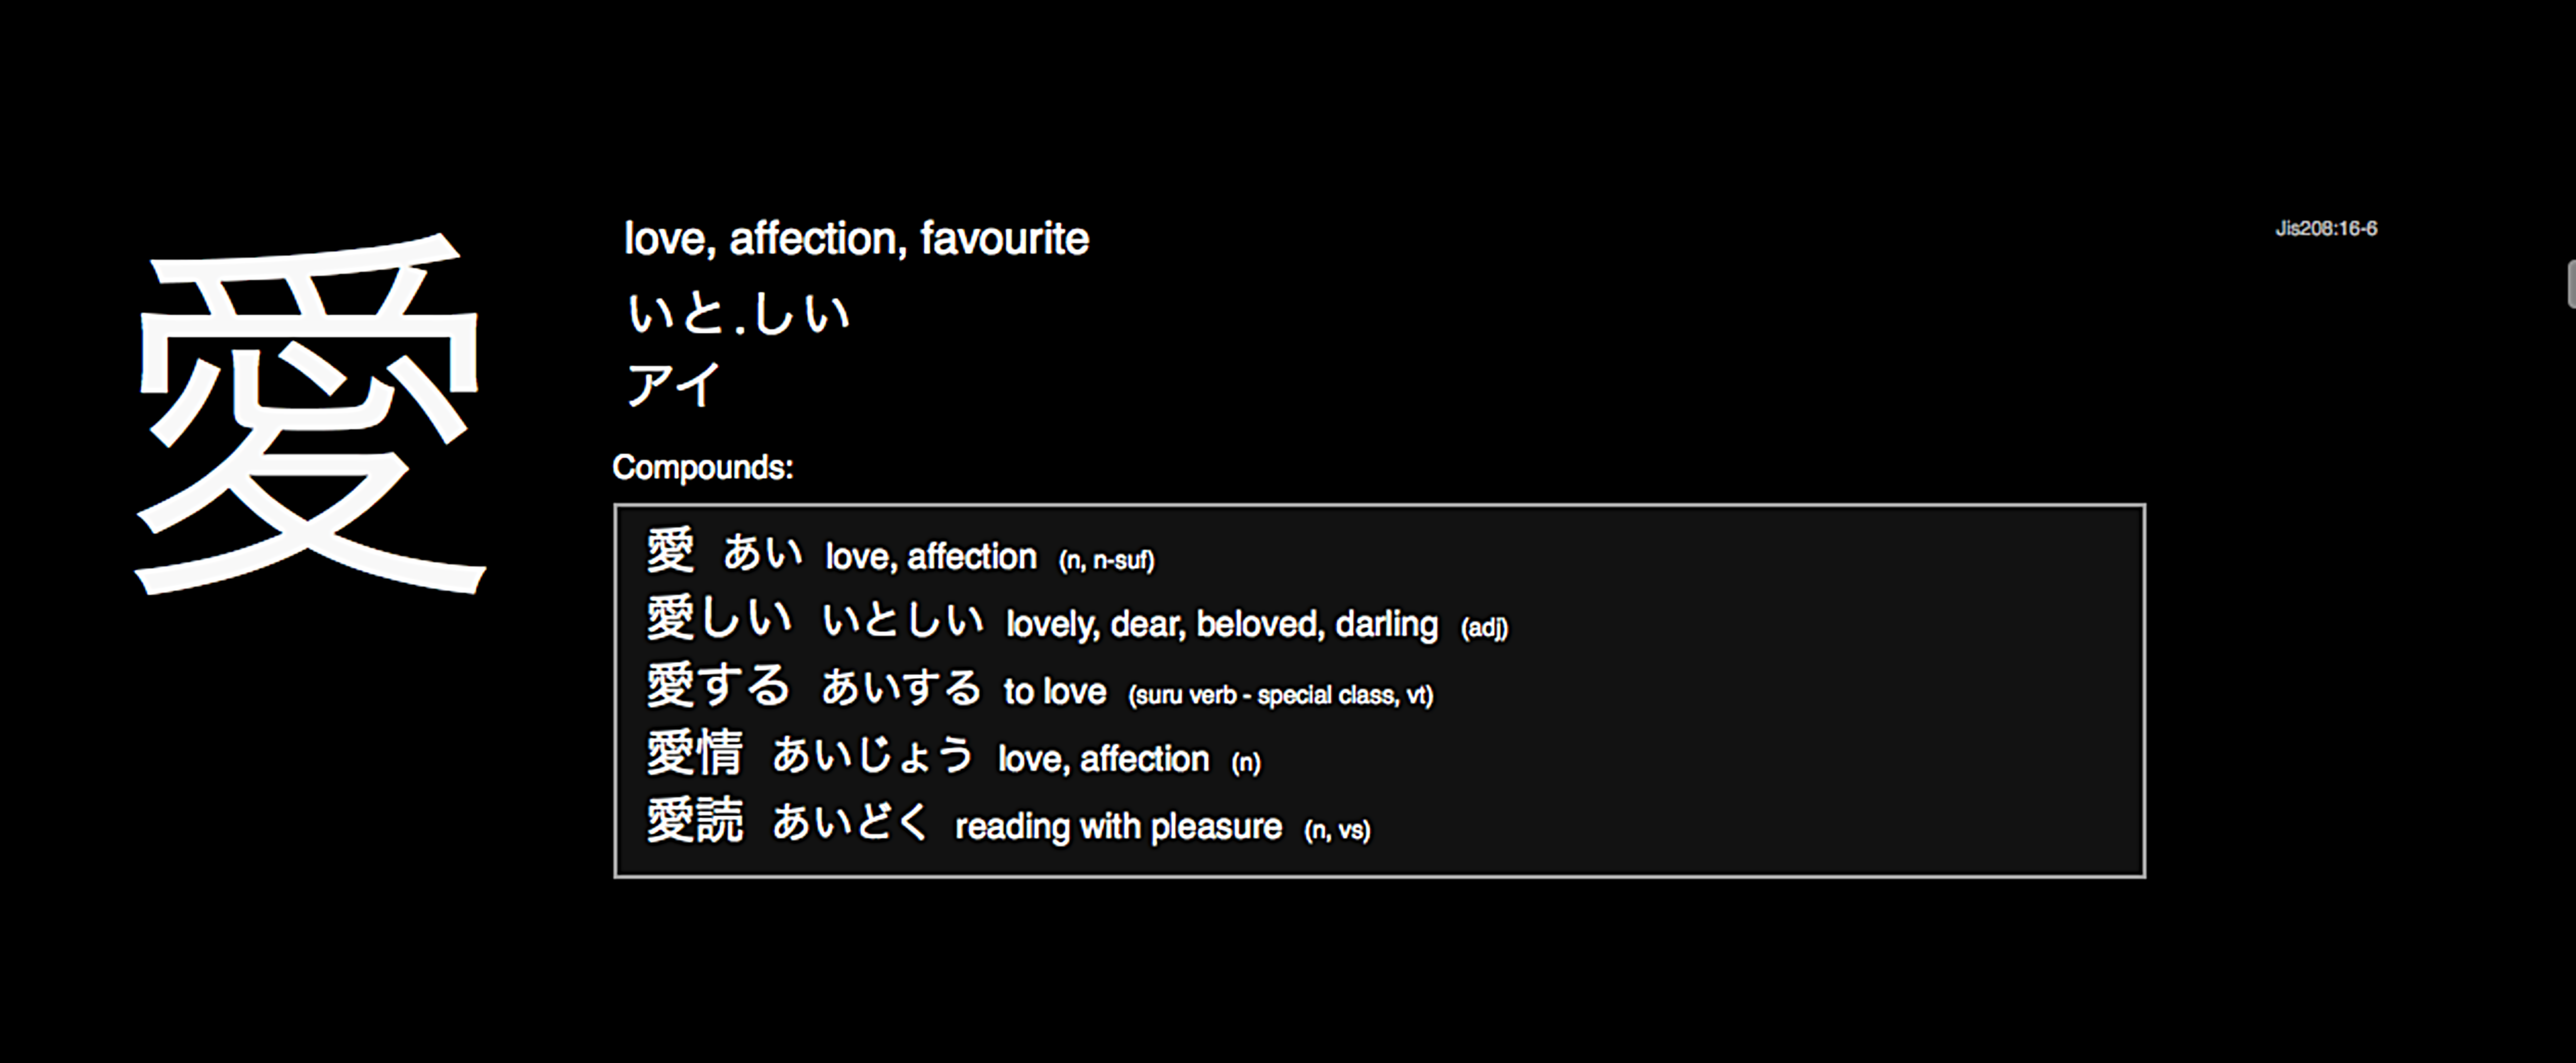 愛
love, affection, favourite
Jis208:16-6
いと.しい
アイ
Compounds:
愛 あい love, affection (n, n-suf)
愛しい いとしい lovely, dear, beloved, darling (adj)
愛する あいする to love (suru verb - special class, vt)
愛情 あいじょう love, affection (n)
愛読 あいどく reading with pleasure (n, vs)